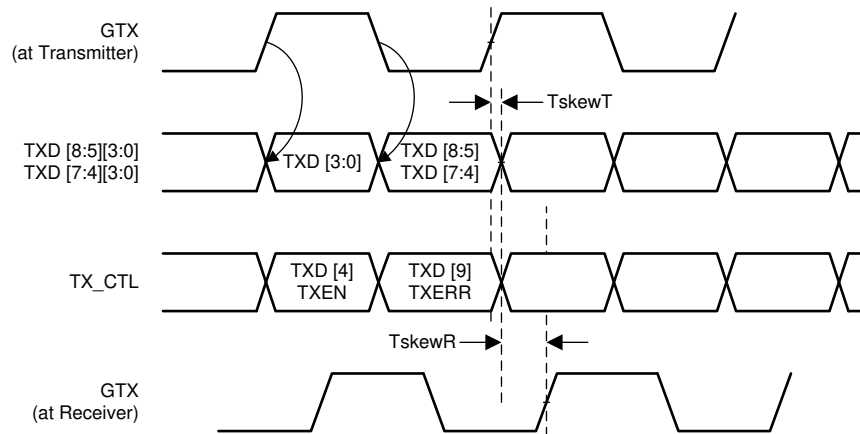 GTX
(at Transmitter)
TskewT
TXD [8:5][3:0]
TXD [7:4][3:0]
TXD [3:0]
TXD [8:5]
TXD [7:4]
TX_CTL
TXD [4]
TXEN
TXD [9]
TXERR
TskewR
GTX
(at Receiver)